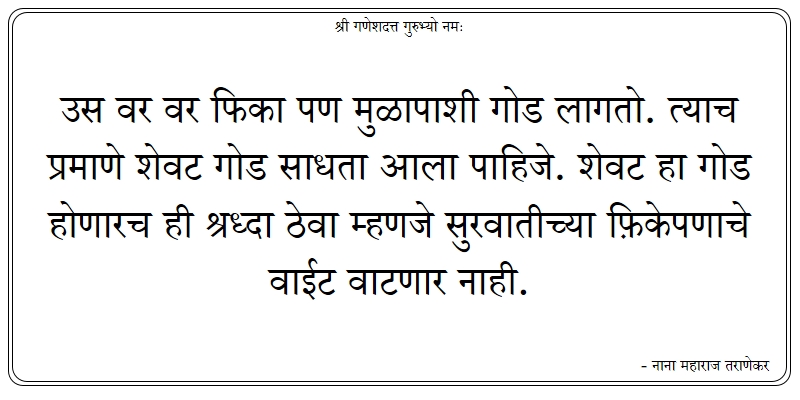 श्री गणेशदत्त गुरुभ्यो नमः
उस वर वर फिका पण मुळापाशी गोड लागतो. त्याच
प्रमाणे शेवट गोड साधता आला पाहिजे. शेवट हा गोड
होणारच ही श्रध्दा ठेवा म्हणजे सुरवातीच्या फ़िकेपणाचे
वाईट वाटणार नाही.
- नाना महाराज तराणेकर